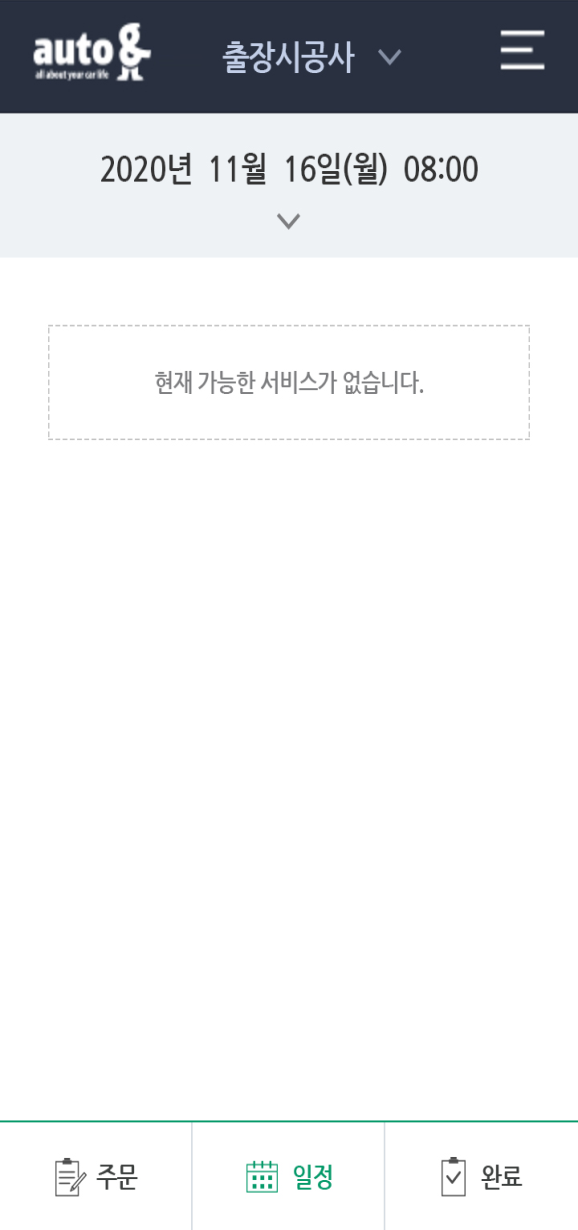 auto&
all about your car life
출장시공사
2020년 11월 16일(월) 08:00
현재 가능한 서비스가 없습니다.
주문
일정
완료